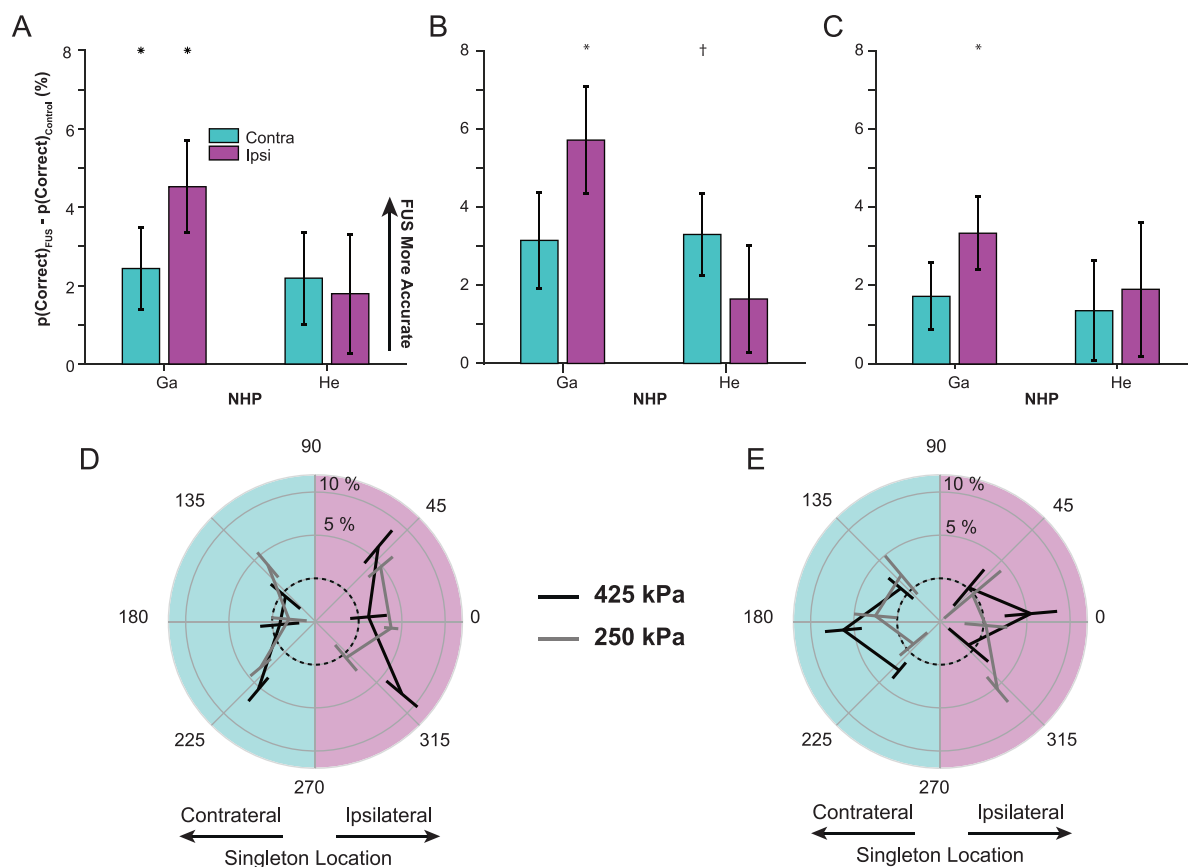 A
B
C
p(Correct)FUS - p(Correct)Control (%)
8
6
4
2
0
* *
Contra
Ipsi
FUS More Accurate
Ga He
NHP
8
6
4
2
0
* †
Ga He
NHP
8
6
4
2
0
*
Ga He
NHP
D
90
135
45
10 %
5 %
180
0
225
315
270
Contrateral Ipsilateral
Singleton Location
425 kPa
250 kPa
E
90
135
45
10 %
5 %
180
0
225
315
270
Contrateral Ipsilateral
Singleton Location